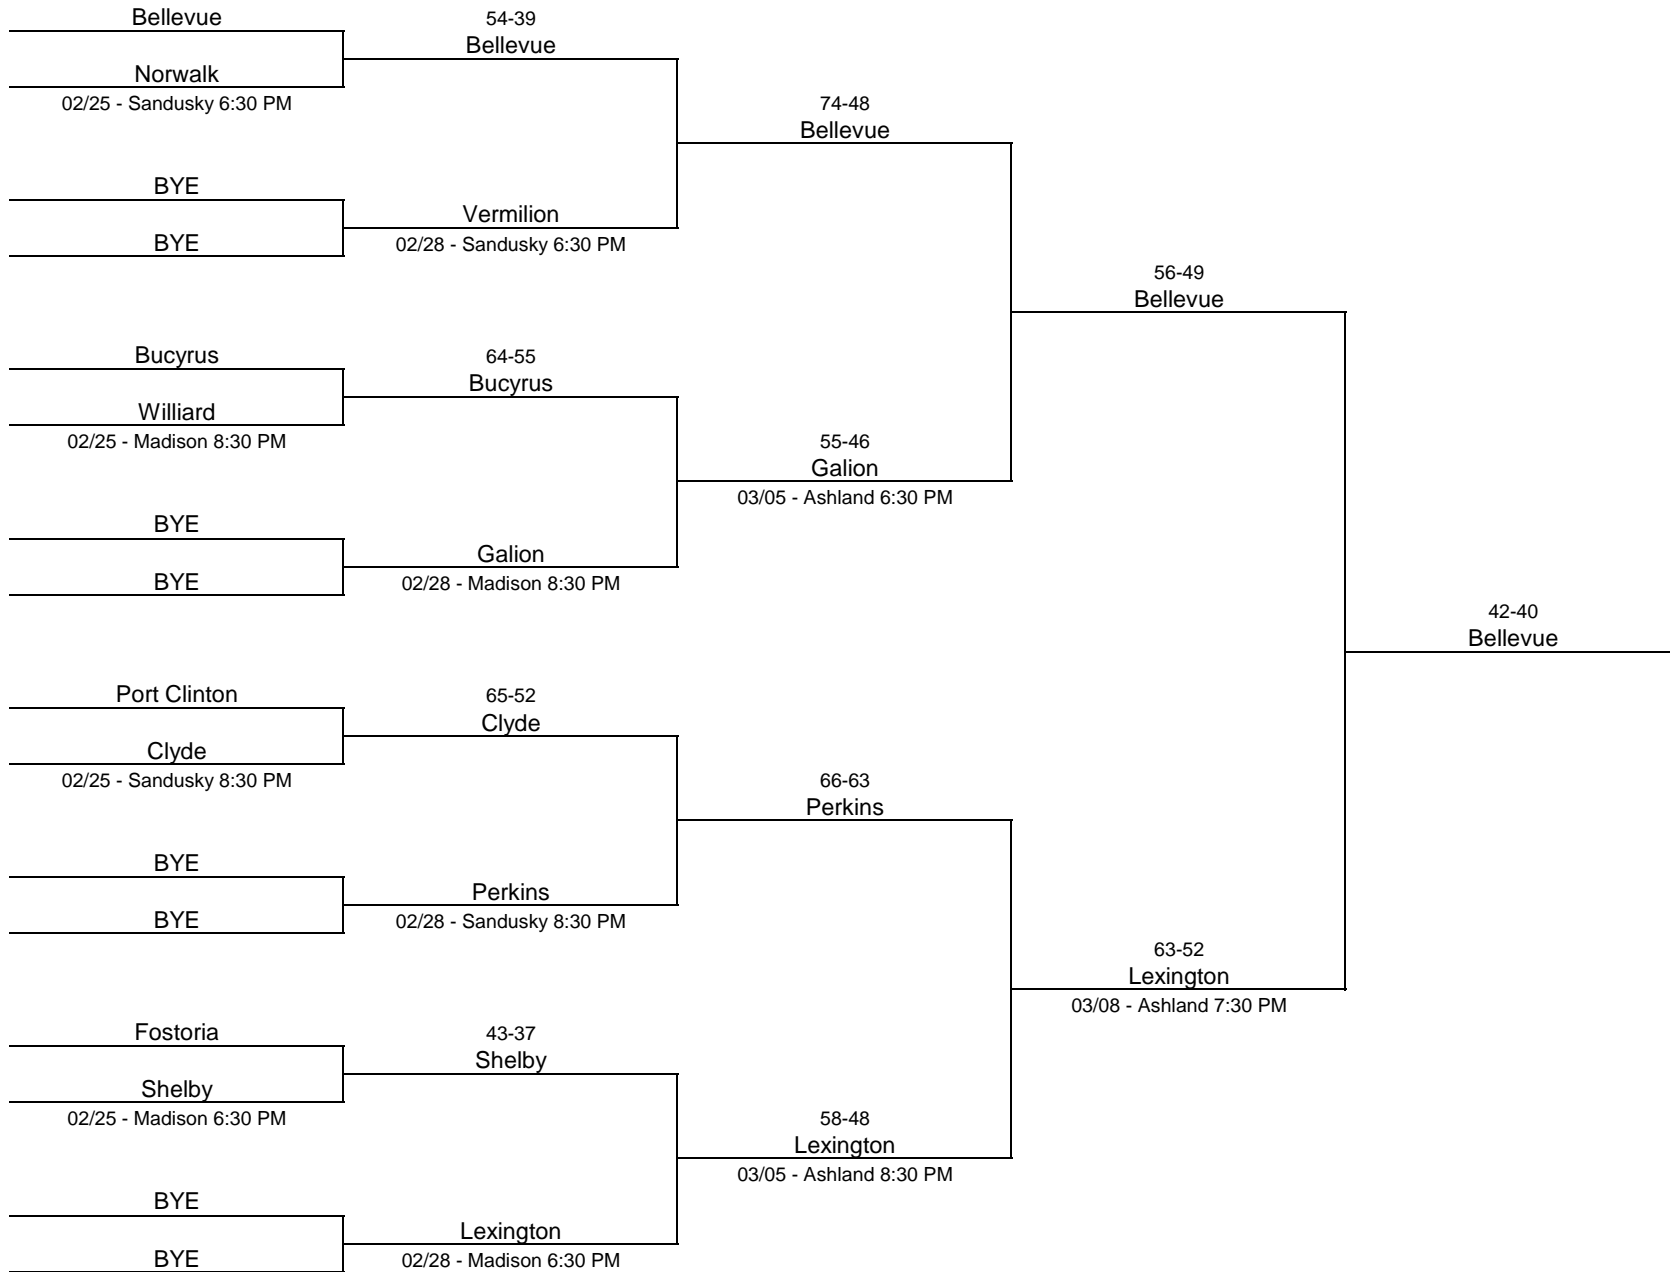 Bellevue
Norwalk
02/25 - Sandusky 6:30 PM
BYE
BYE
Bucyrus
Williard
02/25 - Madison 8:30 PM
BYE
BYE
Port Clinton
Clyde
02/25 - Sandusky 8:30 PM
BYE
BYE
Fostoria
Shelby
02/25 - Madison 6:30 PM
BYE
BYE
54-39
Bellevue
Vermilion
02/28 - Sandusky 6:30 PM
64-55
Bucyrus
Galion
02/28 - Madison 8:30 PM
65-52
Clyde
Perkins
02/28 - Sandusky 8:30 PM
43-37
Shelby
Lexington
02/28 - Madison 6:30 PM
74-48
Bellevue
55-46
Galion
03/05 - Ashland 6:30 PM
66-63
Perkins
58-48
Lexington
03/05 - Ashland 8:30 PM
56-49
Bellevue
63-52
Lexington
03/08 - Ashland 7:30 PM
42-40
Bellevue